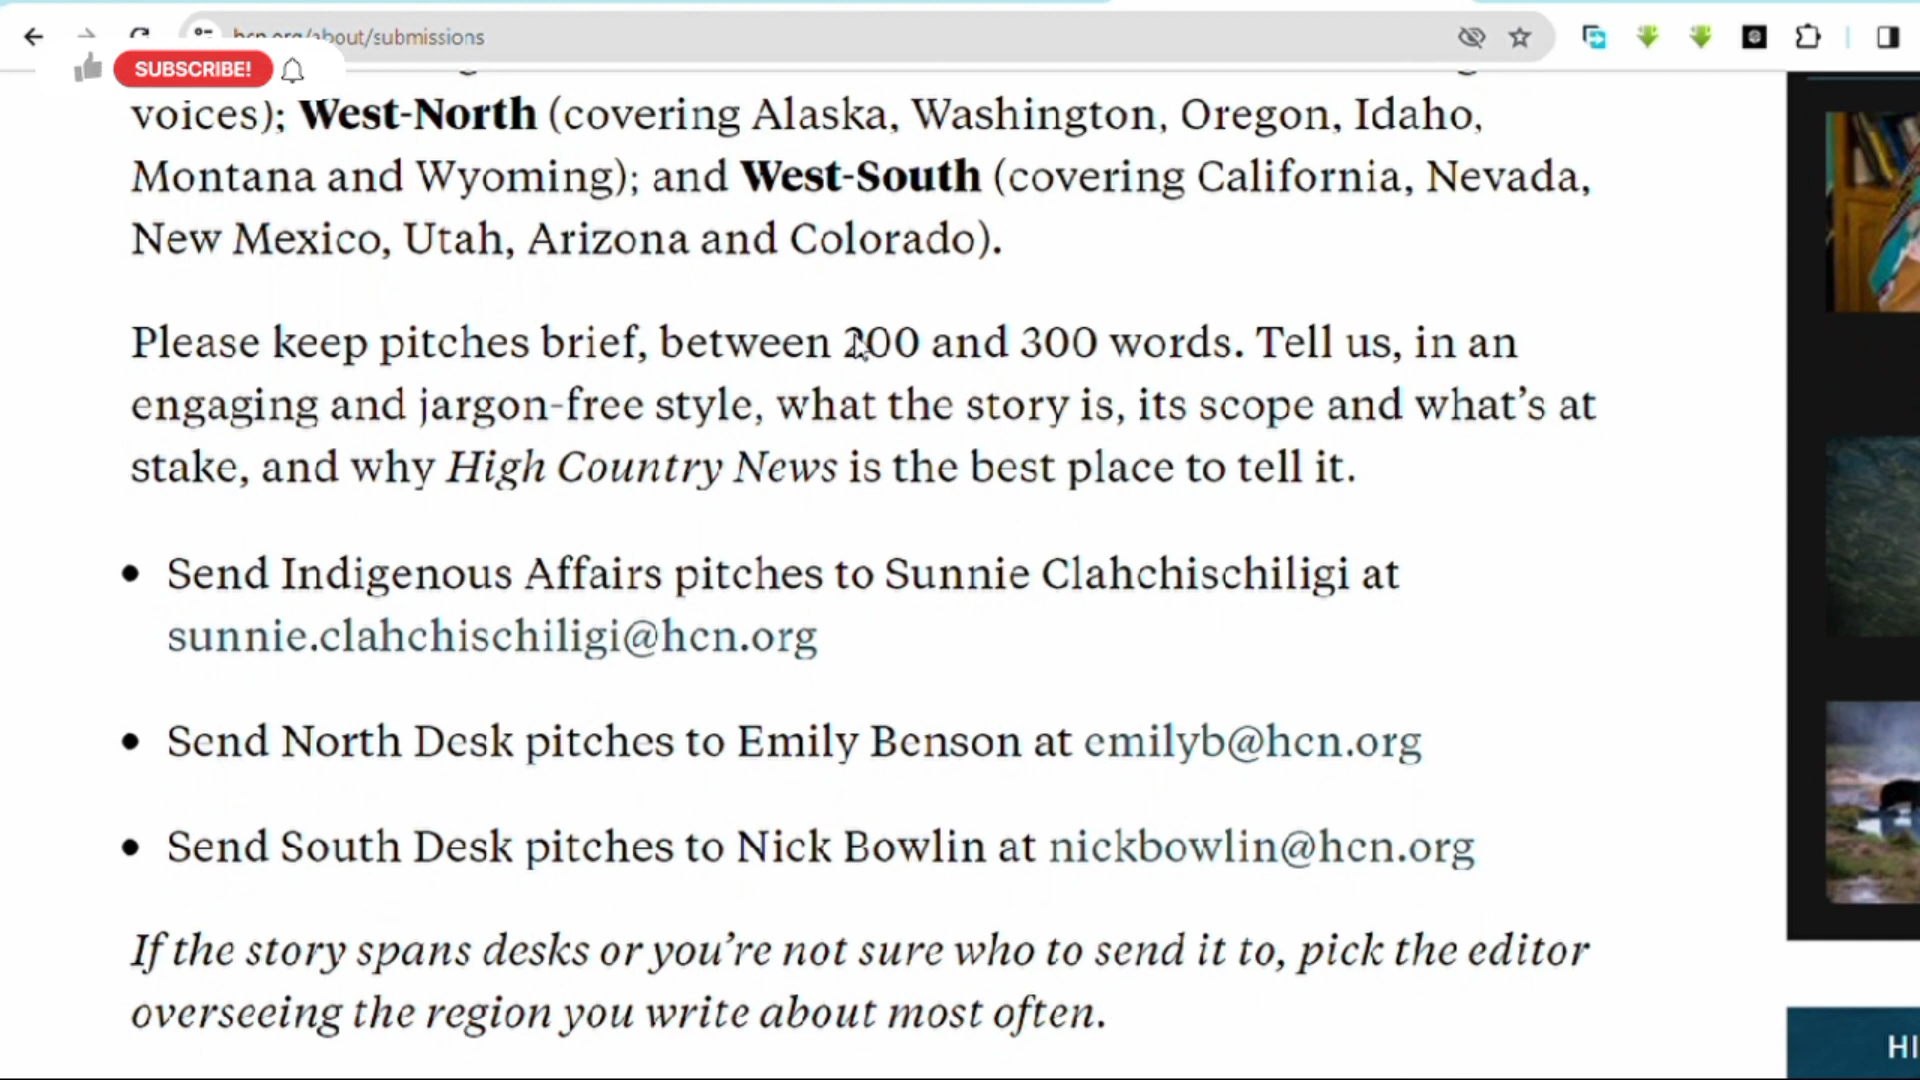 hcn.org/about/submissions
SUBSCRIBE!
voices); West-North (covering Alaska, Washington, Oregon, Idaho,
Montana and Wyoming); and West-South (covering California, Nevada,
New Mexico, Utah, Arizona and Colorado).
Please keep pitches brief, between 200 and 300 words. Tell us, in an
engaging and jargon-free style, what the story is, its scope and what's at
stake, and why High Country News is the best place to tell it.
• Send Indigenous Affairs pitches to Sunnie Clahchischiligi at
sunnie.clahchischiligi@hcn.org
• Send North Desk pitches to Emily Benson at emilyb@hcn.org
• Send South Desk pitches to Nick Bowlin at nickbowlin@hcn.org
If the story spans desks or you're not sure who to send it to, pick the editor
overseeing the region you write about most often.
HI